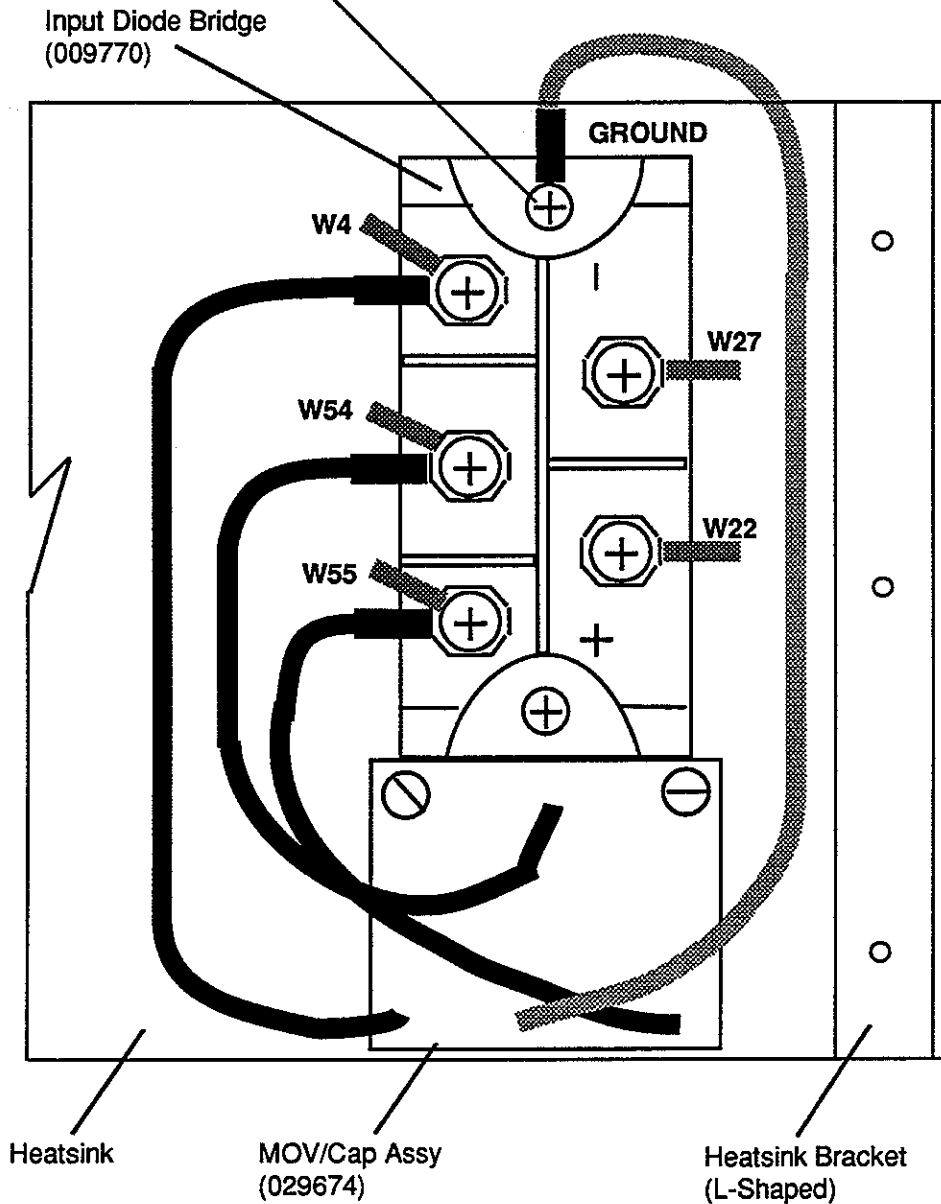 Input Diode Bridge
(009770)
GROUND
W4
W27
W54
W22
W55
Heatsink
MOV/Cap Assy
(029674)
Heatsink Bracket
(L-Shaped)